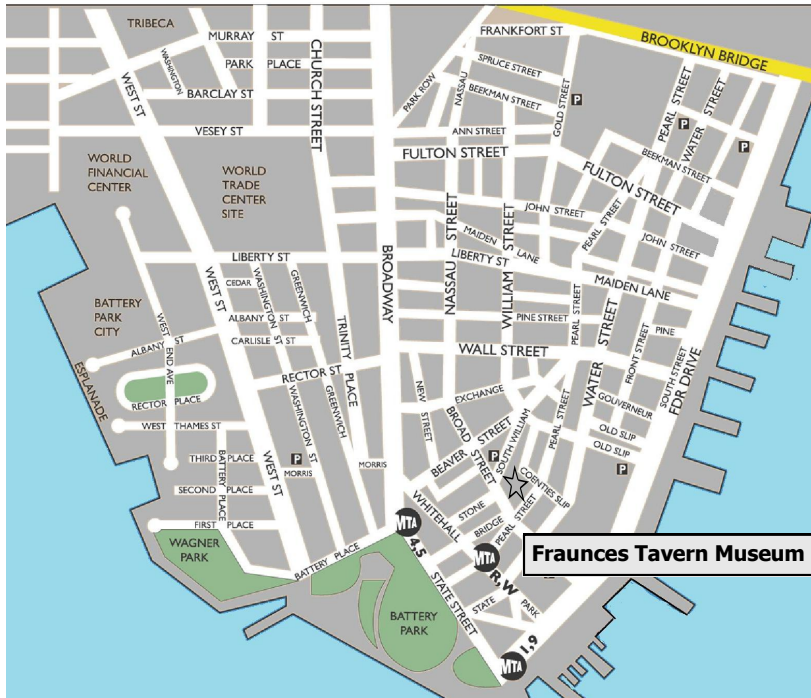 TRIBECA
MURRAY ST
PARK PLACE
WASHINGTON
BARCLAY ST
VESEY ST
WEST ST
CHURCH STREET
PARK ROW
NASSAU
FRANKFORT ST
SPRUCE STREET
BEEKMAN STREET
GOLD STREET
ANN STREET
FULTON STREET
BROOKLYN BRIDGE
PEARL STREET
WATER STREET
P
P
P
BEEKMAN STREET
FULTON STREET
WORLD
FINANCIAL
CENTER
WORLD
TRADE
CENTER
SITE
JOHN STREET
PEARL STREET
JOHN STREET
MAIDEN LANE
LIBERTY ST
LIBERTY ST
MAIDEN LANE
BROADWAY
NASSAU STREET
WILLIAM STREET
CEDAR
WASHINGTON ST
GREENWICH
WEST ST
BATTERY
PARK
CITY
WEST END AVE
ALBANY ST
ALBANY ST
CARLISLE ST
TRINITY PLACE
PINE STREET
PEARL STREET
WATER STREET
PINE
FRONT STREET
SOUTH STREET
FDR DRIVE
WALL STREET
RECTOR ST
ESPLANADE
RECTOR PLACE
WASHINGTON ST
GREENWICH
NEW STREET
EXCHANGE
BROAD STREET
GOUVERNEUR
OLD SLIP
OLD SLIP
WEST THAMES ST
THIRD PLACE
BATTERY PLACE
SECOND PLACE
FIRST PLACE
WEST ST
P
MORRIS
MORRIS
BEAVER STREET
SOUTH WILLIAM
PEARL STREET
P
P
COENTIES SLIP
STONE
WHITEHALL
BRIDGE
PEARL STREET
WAGNER
PARK
BATTERY PLACE
MTA 4,5
MTA R,W
Fraunces Tavern Museum
BATTERY
PARK
STATE STREET
STATE
PARK
MTA 1,9